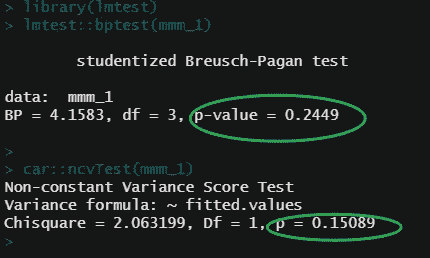 > library(lmtest)
> lmtest::bptest(mmm_1)
studentized Breusch-Pagan test
data:  mmm_1
BP = 4.1583, df = 3, p-value = 0.2449
>
> car::ncvTest(mmm_1)
Non-constant Variance Score Test
Variance formula: ~ fitted.values
Chisquare = 2.063199, Df = 1, p = 0.15089
>